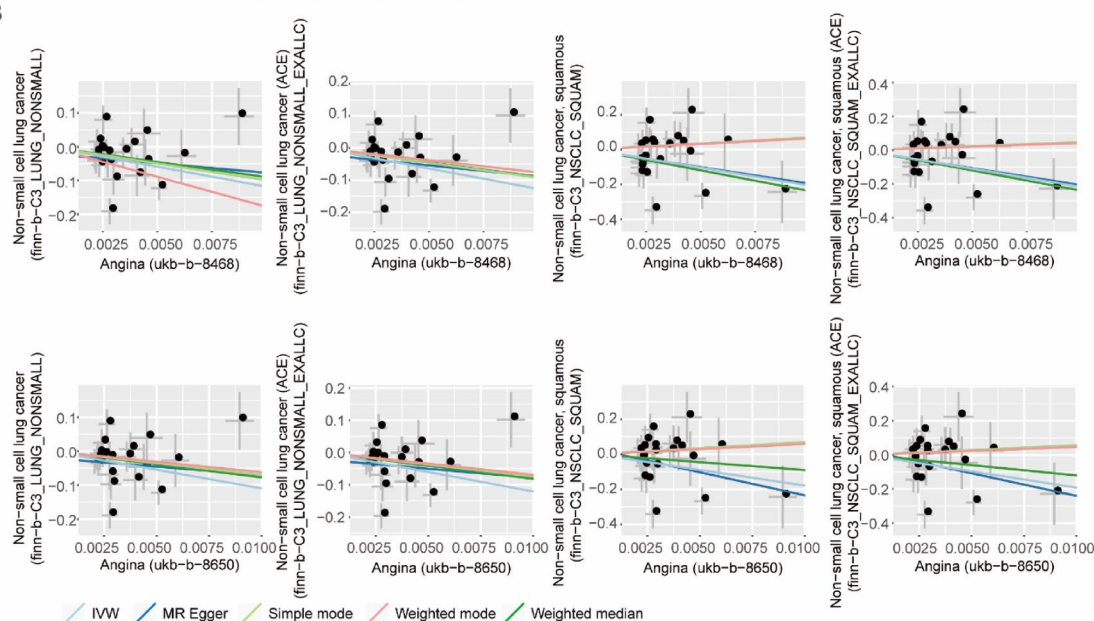 B
Non−small cell lung cancer
(finn−b−C3_LUNG_NONSMALL)
0.1
0.0
−0.1
−0.2
0.0025 0.0050 0.0075
Angina (ukb−b−8468)
Non−small cell lung cancer (ACE)
(finn−b−C3_LUNG_NONSMALL_EXALLC)
0.2
0.1
0.0
−0.1
−0.2
0.0025 0.0050 0.0075
Angina (ukb−b−8468)
Non−small cell lung cancer, squamous
(finn−b−C3_NSCLC_SQUAM)
0.2
0.0
−0.2
−0.4
0.0025 0.0050 0.0075
Angina (ukb−b−8468)
Non−small cell lung cancer, squamous (ACE)
(finn−b−C3_NSCLC_SQUAM_EXALLC)
0.4
0.2
0.0
−0.2
−0.4
0.0025 0.0050 0.0075
Angina (ukb−b−8468)
Non−small cell lung cancer
(finn−b−C3_LUNG_NONSMALL)
0.2
0.1
0.0
−0.1
−0.2
0.0025 0.0050 0.0075 0.0100
Angina (ukb−b−8650)
Non−small cell lung cancer (ACE)
(finn−b−C3_LUNG_NONSMALL_EXALLC)
0.2
0.1
0.0
−0.1
−0.2
0.0025 0.0050 0.0075 0.0100
Angina (ukb−b−8650)
Non−small cell lung cancer, squamous
(finn−b−C3_NSCLC_SQUAM)
0.4
0.2
0.0
−0.2
−0.4
0.0025 0.0050 0.0075 0.0100
Angina (ukb−b−8650)
Non−small cell lung cancer, squamous (ACE)
(finn−b−C3_NSCLC_SQUAM_EXALLC)
0.4
0.2
0.0
−0.2
−0.4
0.0025 0.0050 0.0075 0.0100
Angina (ukb−b−8650)
IVW MR Egger Simple mode Weighted mode Weighted median